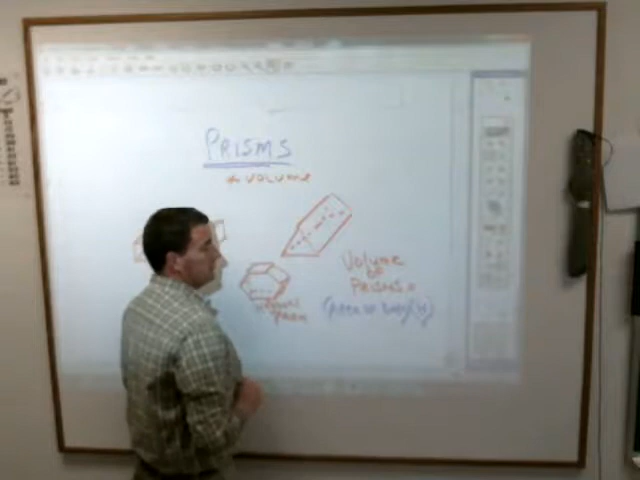 PRISMS
+ VOLUME
VOLUME
OF
PRISMS =
(AREA OF BASE)(H)